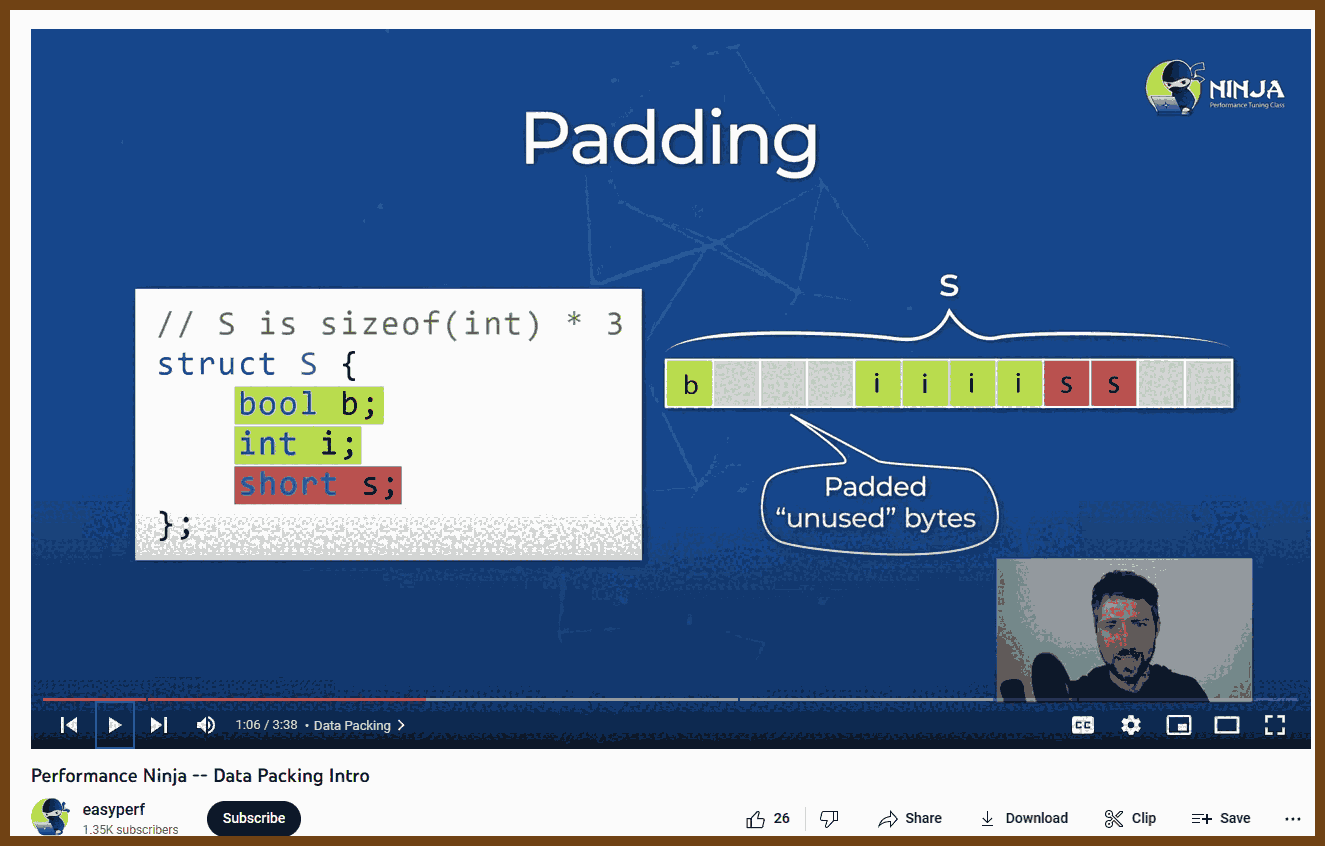 NINJA
Performance Tuning Class
Padding
// S is sizeof(int) * 3
struct S {
bool b;
int i;
short s;
};
S
b i i i i s s
Padded
“unused” bytes
1:06 / 3:38 • Data Packing
CC
Performance Ninja -- Data Packing Intro
easyperf
1.35K subscribers
Subscribe
26
Share
Download
Clip
Save